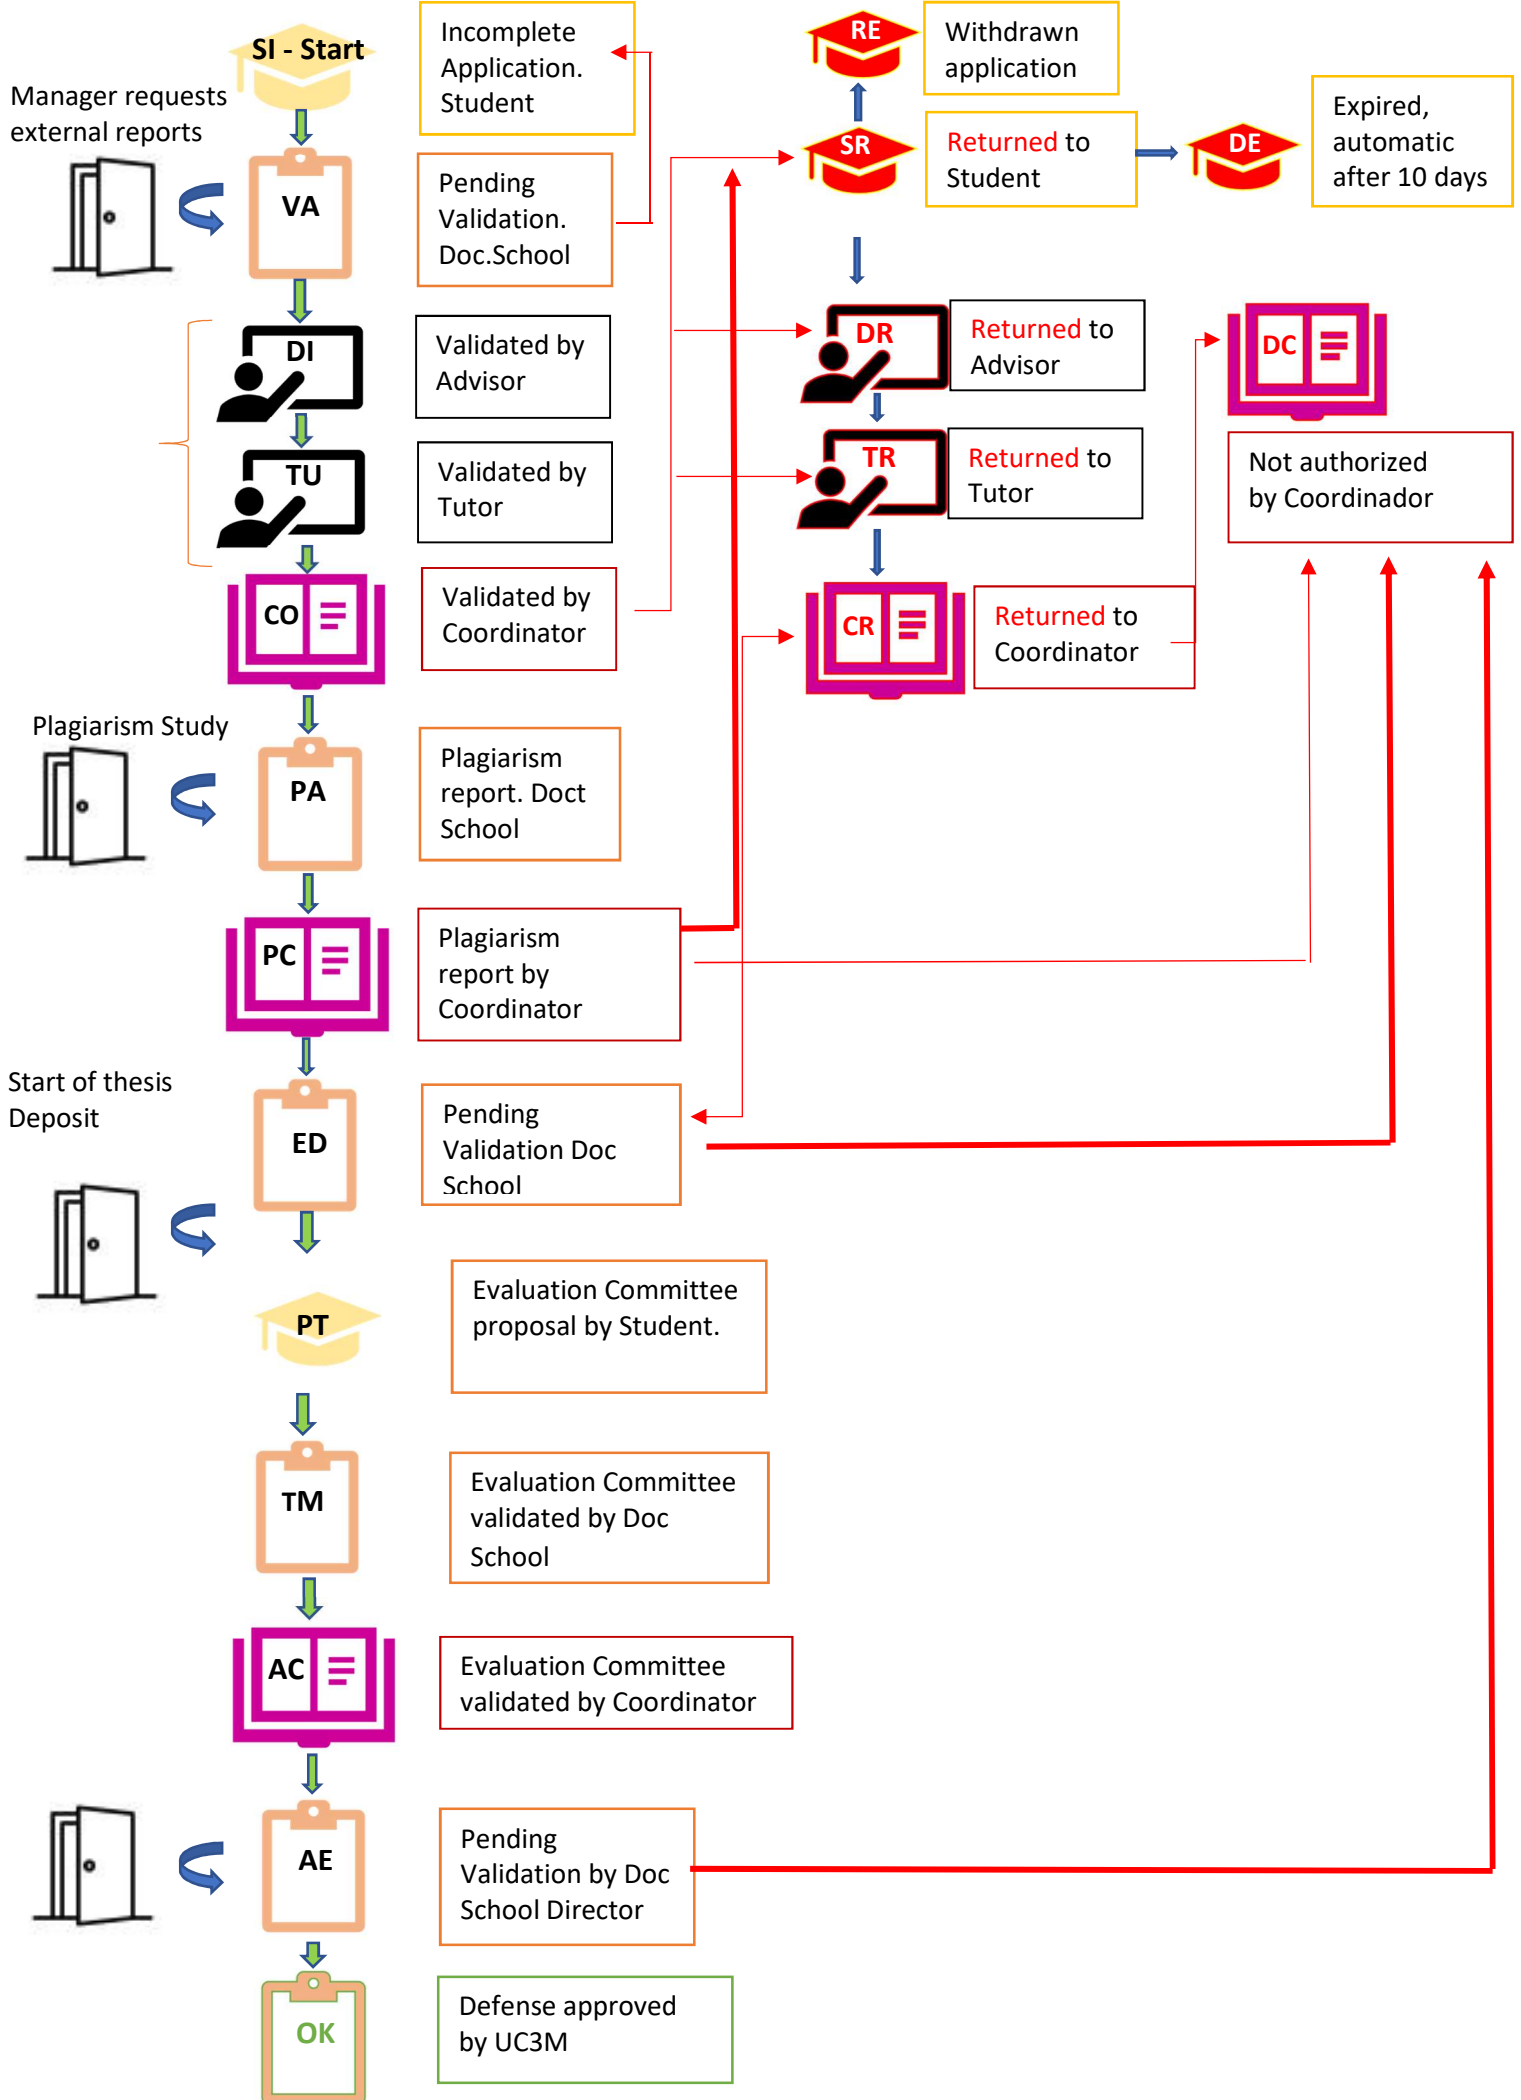 SI - Start
Incomplete
Application.
Student
RE
Withdrawn
application
Manager requests
external reports
VA
Pending
Validation.
Doc.School
SR
Returned to
Student
DE
Expired,
automatic
after 10 days
DI
Validated by
Advisor
DR
Returned to
Advisor
DC
Not authorized
by Coordinador
TU
Validated by
Tutor
TR
Returned to
Tutor
CO
Validated by
Coordinator
CR
Returned to
Coordinator
Plagiarism Study
PA
Plagiarism
report. Doct
School
PC
Plagiarism
report by
Coordinator
Start of thesis
Deposit
ED
Pending
Validation Doc
School
PT
Evaluation Committee
proposal by Student.
TM
Evaluation Committee
validated by Doc
School
AC
Evaluation Committee
validated by Coordinator
AE
Pending
Validation by Doc
School Director
OK
Defense approved
by UC3M